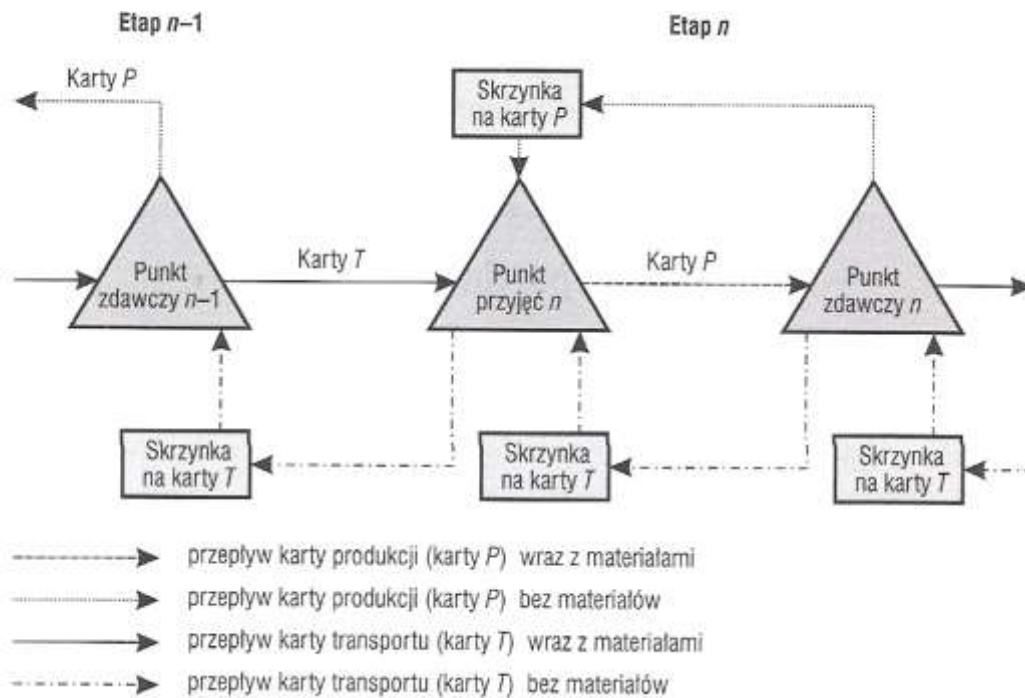 Etap n–1
Etap n
Karty P
Skrzynka
na karty P
Karty T
Karty P
Punkt
zdawczy n–1
Punkt
przyjęć n
Punkt
zdawczy n
Skrzynka
na karty T
Skrzynka
na karty T
Skrzynka
na karty T
przepływ karty produkcji (karty P) wraz z materiałami
przepływ karty produkcji (karty P) bez materiałów
przepływ karty transportu (karty T) wraz z materiałami
przepływ karty transportu (karty T) bez materiałów